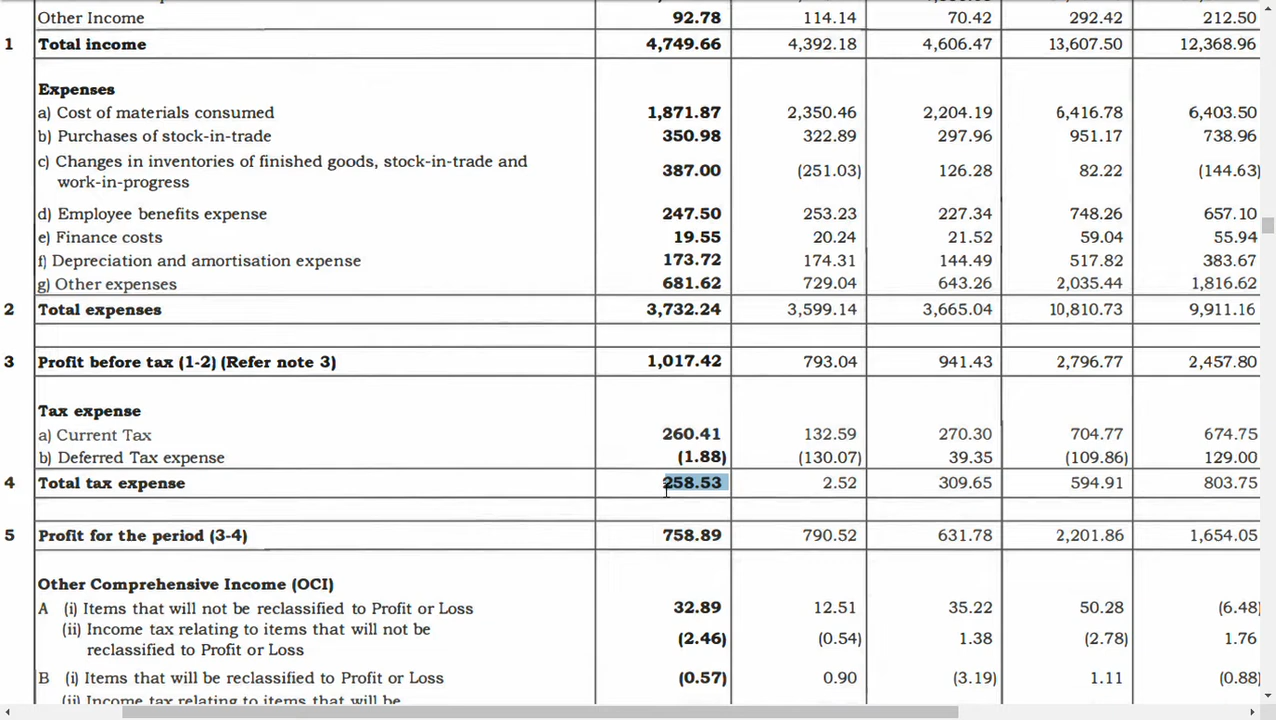 Other Income 92.78 114.14 70.42 292.42 212.50
1 Total income 4,749.66 4,392.18 4,606.47 13,607.50 12,368.96
Expenses
a) Cost of materials consumed 1,871.87 2,350.46 2,204.19 6,416.78 6,403.50
b) Purchases of stock-in-trade 350.98 322.89 297.96 951.17 738.96
c) Changes in inventories of finished goods, stock-in-trade and
work-in-progress 387.00 (251.03) 126.28 82.22 (144.63)
d) Employee benefits expense 247.50 253.23 227.34 748.26 657.10
e) Finance costs 19.55 20.24 21.52 59.04 55.94
f) Depreciation and amortisation expense 173.72 174.31 144.49 517.82 383.67
g) Other expenses 681.62 729.04 643.26 2,035.44 1,816.62
2 Total expenses 3,732.24 3,599.14 3,665.04 10,810.73 9,911.16
3 Profit before tax (1-2) (Refer note 3) 1,017.42 793.04 941.43 2,796.77 2,457.80
Tax expense
a) Current Tax 260.41 132.59 270.30 704.77 674.75
b) Deferred Tax expense (1.88) (130.07) 39.35 (109.86) 129.00
4 Total tax expense 258.53 2.52 309.65 594.91 803.75
5 Profit for the period (3-4) 758.89 790.52 631.78 2,201.86 1,654.05
Other Comprehensive Income (OCI)
A (i) Items that will not be reclassified to Profit or Loss 32.89 12.51 35.22 50.28 (6.48)
(ii) Income tax relating to items that will not be
reclassified to Profit or Loss (2.46) (0.54) 1.38 (2.78) 1.76
B (i) Items that will be reclassified to Profit or Loss (0.57) 0.90 (3.19) 1.11 (0.88)
(ii) Income tax relating to items that will be